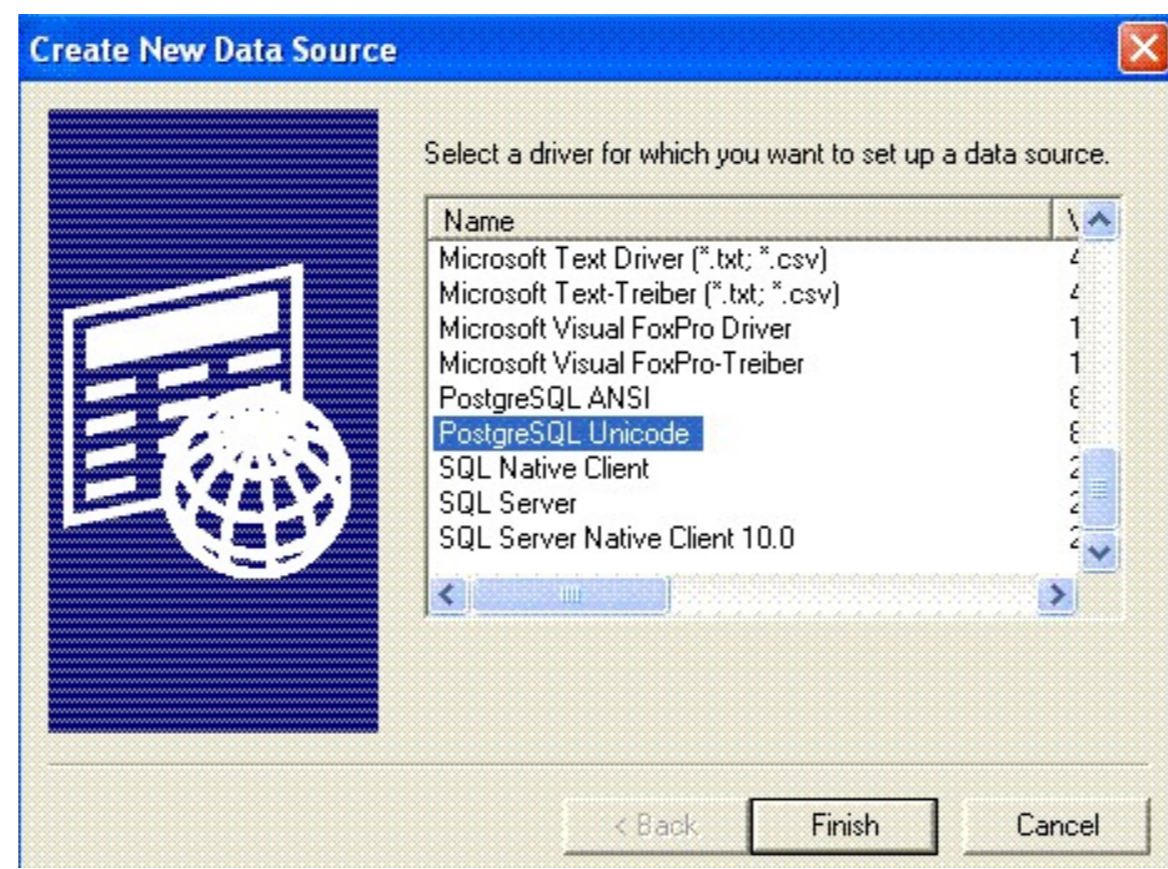 Create New Data Source
Select a driver for which you want to set up a data source.
Name
Microsoft Text Driver (*.txt; *.csv)
Microsoft Text-Treiber (*.txt; *.csv)
Microsoft Visual FoxPro Driver 1
Microsoft Visual FoxPro-Treiber 1
PostgreSQL ANSI
PostgreSQL Unicode
SQL Native Client
SQL Server
SQL Server Native Client 10.0
< Back Finish Cancel